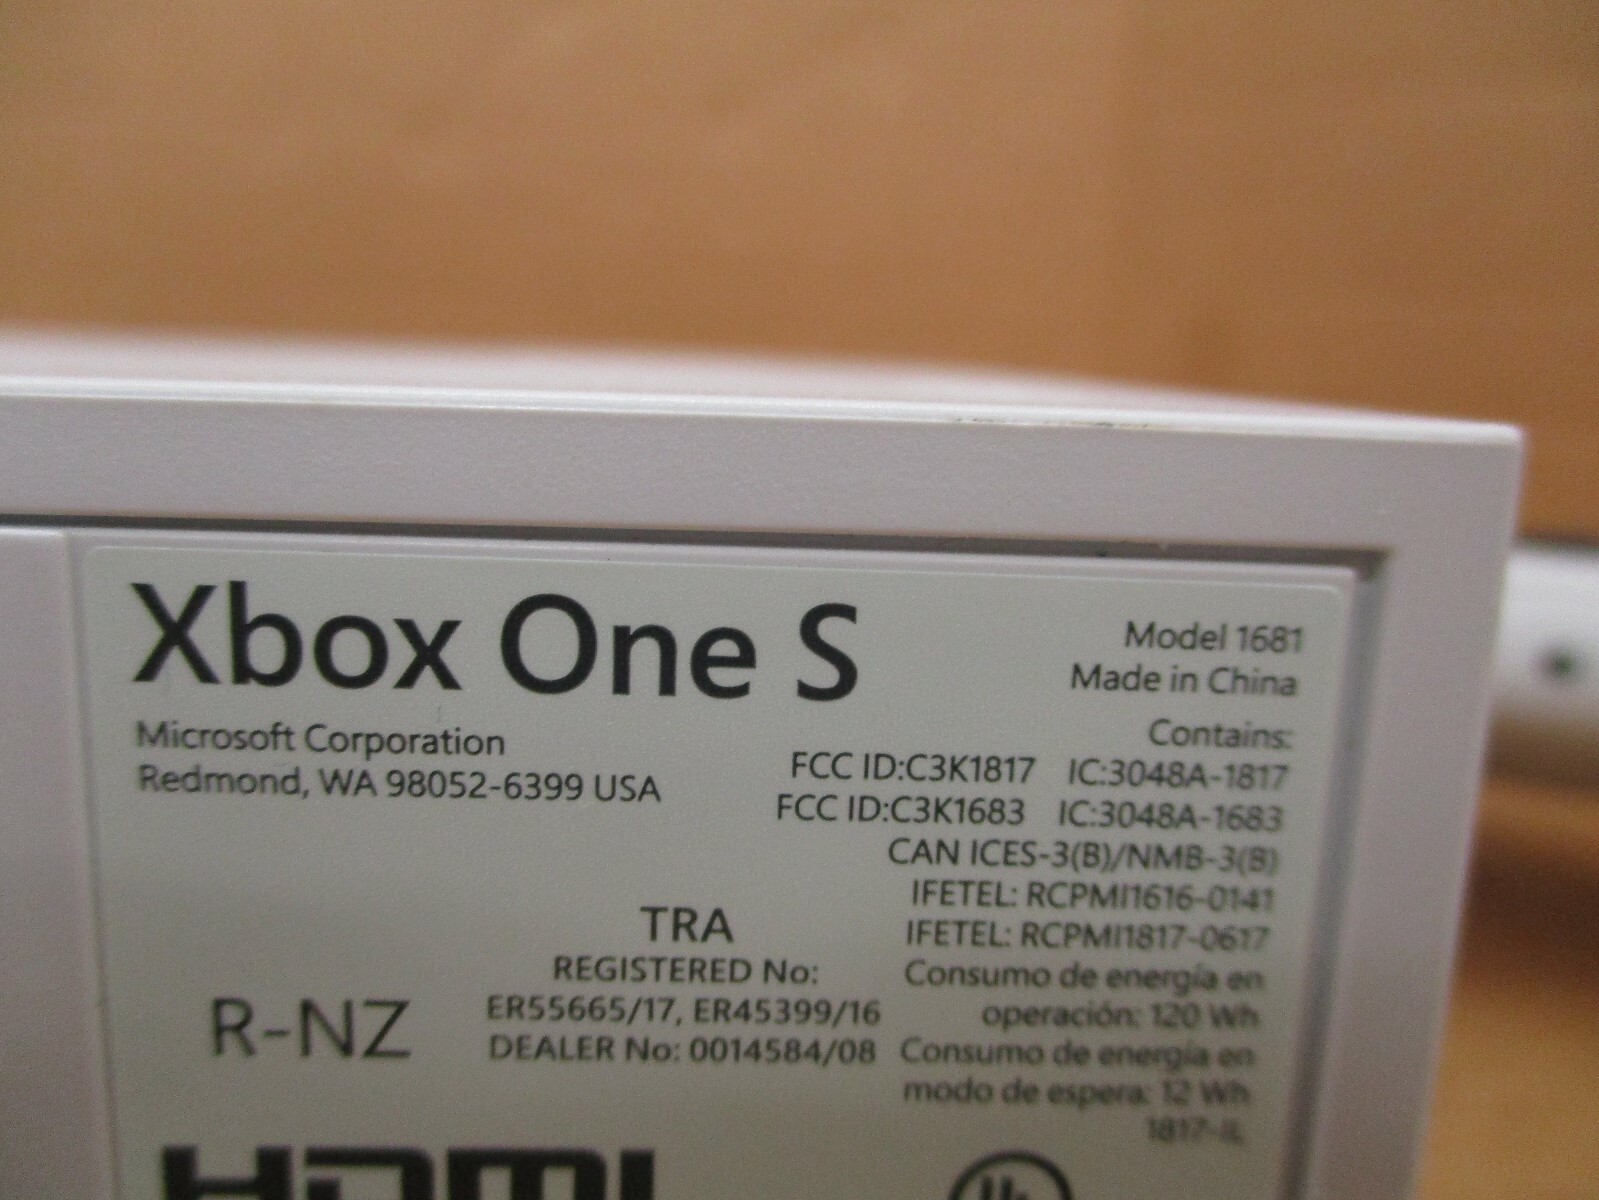 Xbox One S
Model 1681
Made in China
Microsoft Corporation
Redmond, WA 98052-6399 USA
Contains:
FCC ID:C3K1817 IC:3048A-1817
FCC ID:C3K1683 IC:3048A-1683
CAN ICES-3(B)/NMB-3(B)
IFETEL: RCPMI1616-0141
IFETEL: RCPMI1817-0617
Consumo de energía en
operación: 120 Wh
Consumo de energía en
modo de espera: 12 Wh
1817-JL
TRA
REGISTERED No:
ER55665/17, ER45399/16
DEALER No: 0014584/08
R-NZ
HDMI
UL